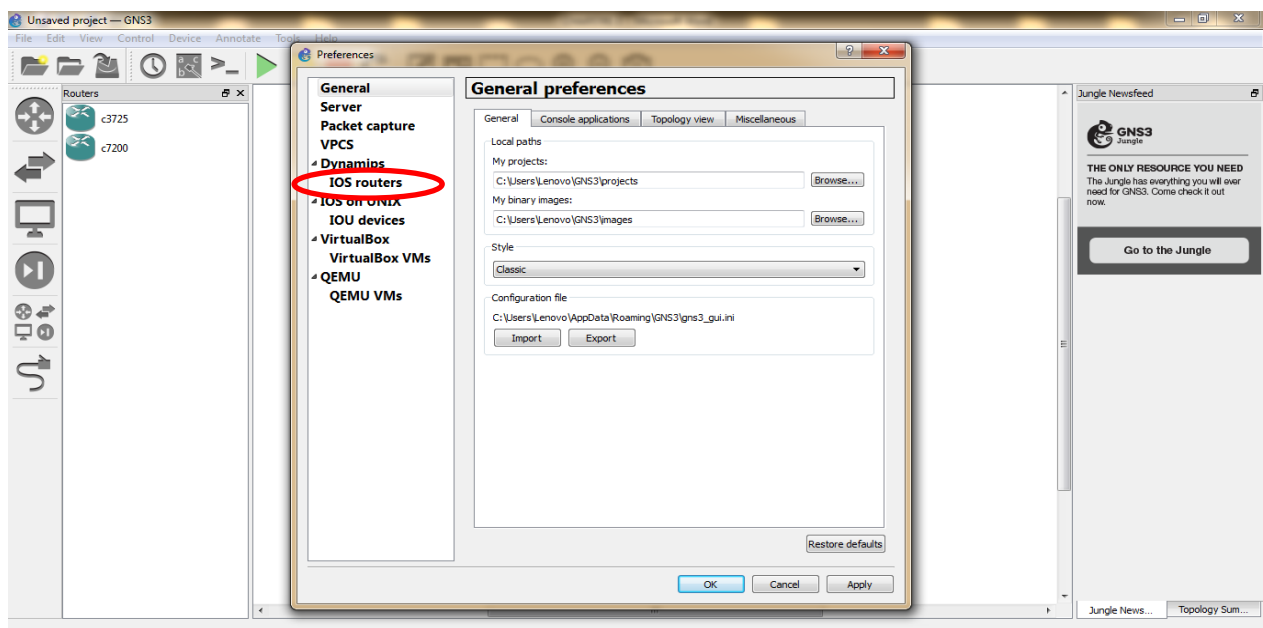 Unsaved project — GNS3
File Edit View Control Device Annotate Tools Help
Routers
c3725
c7200
Preferences
General
Server
Packet capture
VPCS
Dynamips
IOS routers
IOS on UNIX
IOU devices
VirtualBox
VirtualBox VMs
QEMU
QEMU VMs
General preferences
General Console applications Topology view Miscellaneous
Local paths
My projects:
C:\Users\Lenovo\GNS3\projects Browse...
My binary images:
C:\Users\Lenovo\GNS3\images Browse...
Style
Classic
Configuration file
C:\Users\Lenovo\AppData\Roaming\GNS3\gns3_gui.ini
Import Export
Restore defaults
OK Cancel Apply
Jungle Newsfeed
GNS3
Jungle
THE ONLY RESOURCE YOU NEED
The Jungle has everything you will ever
need for GNS3. Come check it out
now.
Go to the Jungle
Jungle News... Topology Sum...